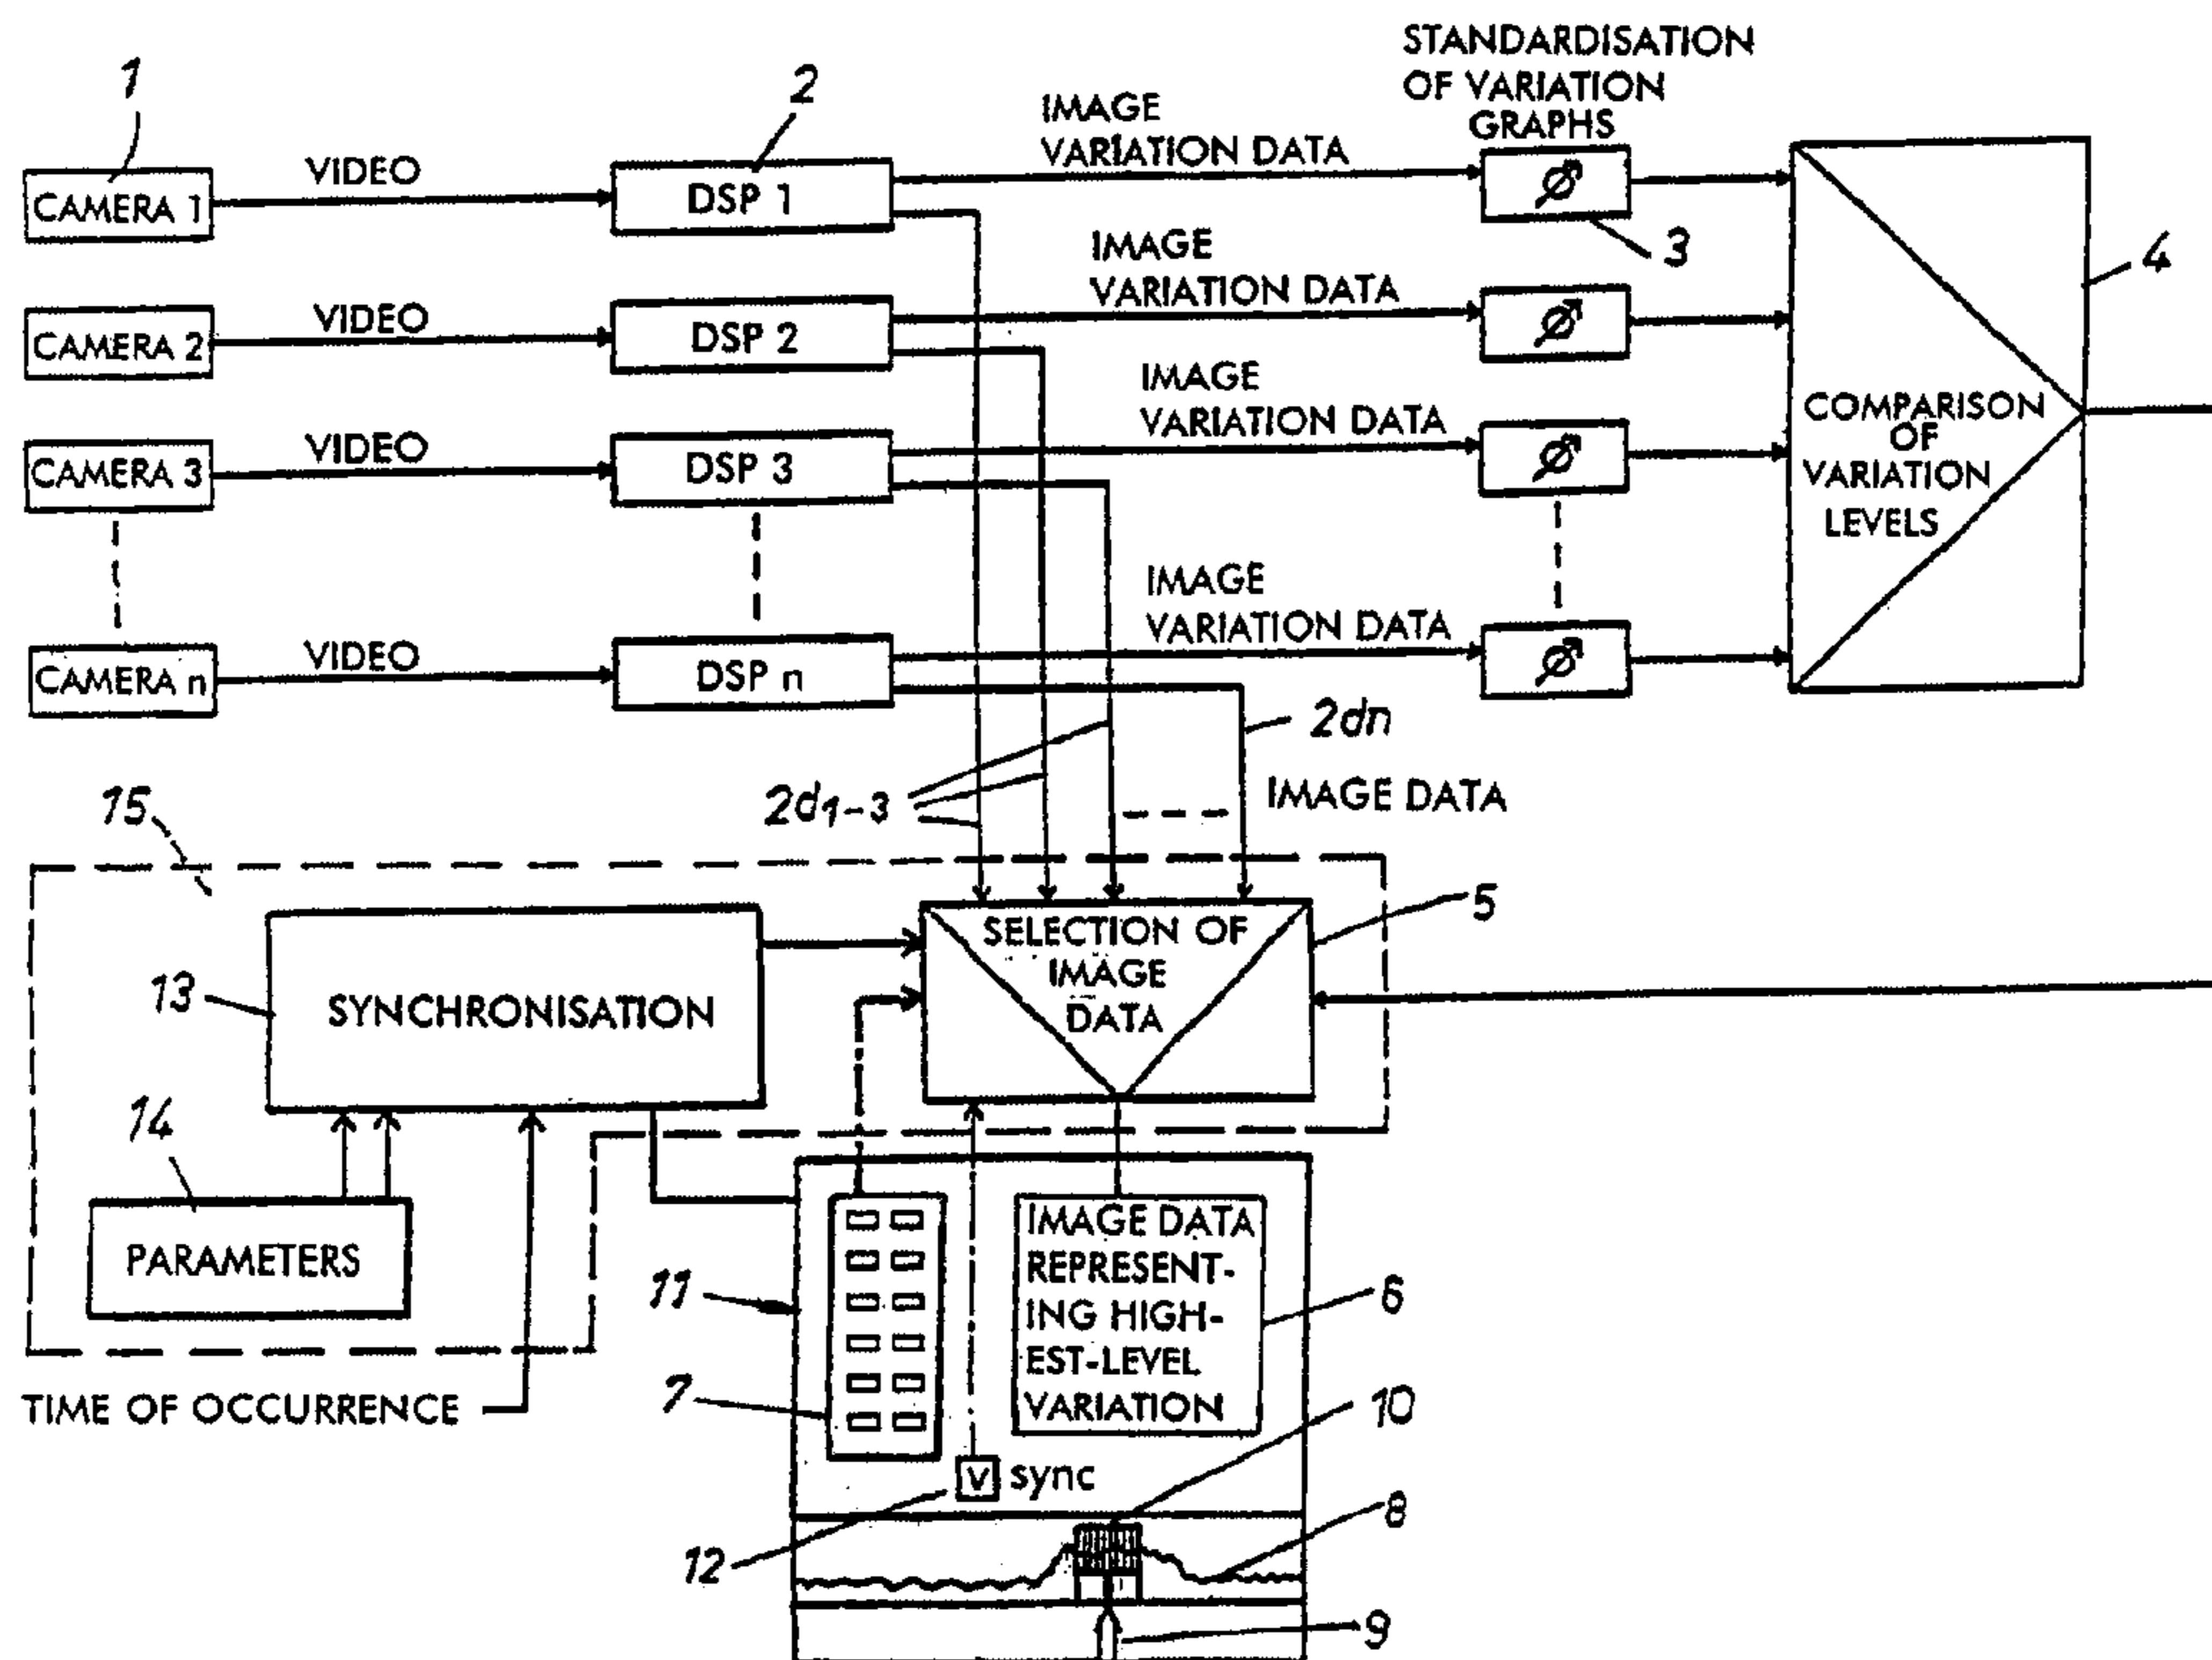 STANDARDISATION
OF VARIATION
GRAPHS
1
2
IMAGE
VARIATION DATA
CAMERA 1
VIDEO
DSP 1
3
4
IMAGE
VARIATION DATA
CAMERA 2
VIDEO
DSP 2
IMAGE
VARIATION DATA
CAMERA 3
VIDEO
DSP 3
COMPARISON
OF
VARIATION
LEVELS
IMAGE
VARIATION DATA
CAMERA n
VIDEO
DSP n
2dn
2d1-3
IMAGE DATA
15
5
SELECTION OF
IMAGE
DATA
13
SYNCHRONISATION
14
PARAMETERS
11
IMAGE DATA
REPRESENT-
ING HIGH-
EST-LEVEL
VARIATION
6
7
10
TIME OF OCCURRENCE
V sync
8
12
9